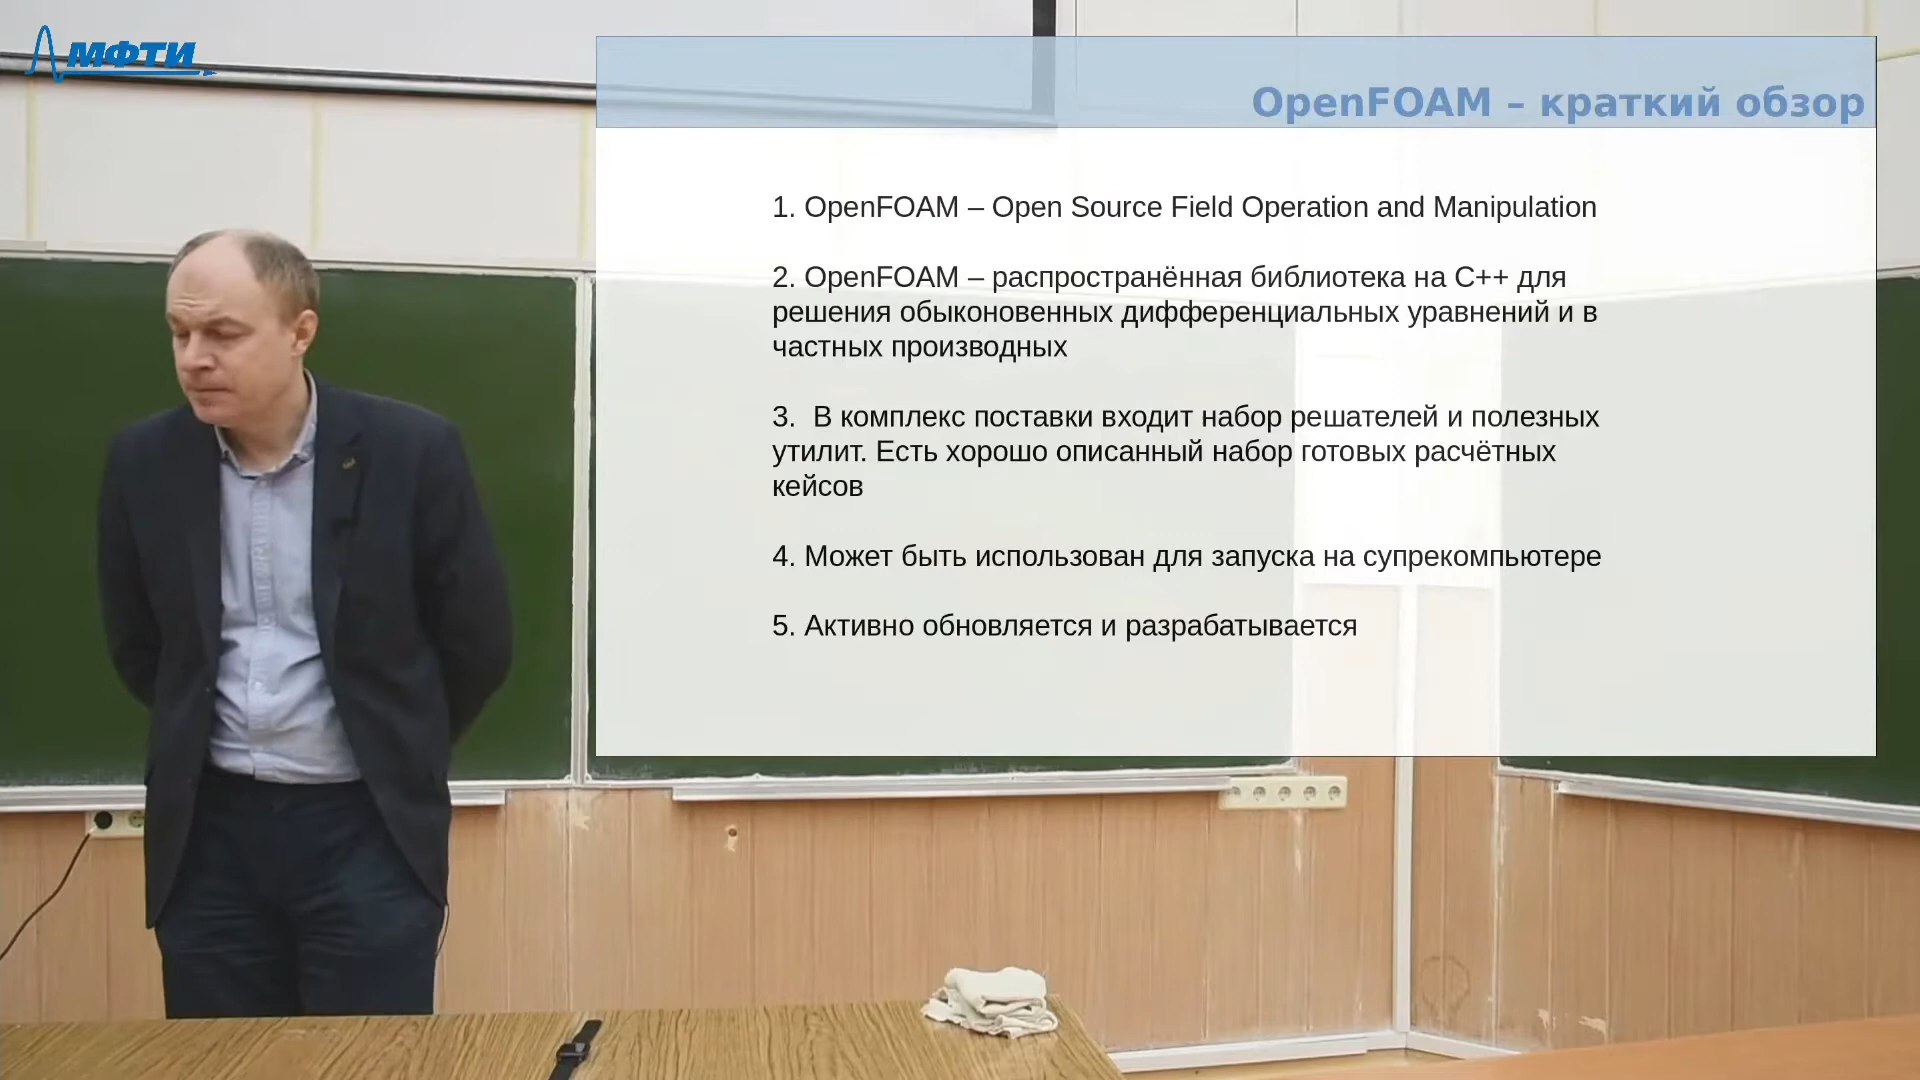 МФТИ
OpenFOAM – краткий обзор
1. OpenFOAM – Open Source Field Operation and Manipulation
2. OpenFOAM – распространённая библиотека на C++ для
решения обыконовенных дифференциальных уравнений и в
частных производных
3. В комплекс поставки входит набор решателей и полезных
утилит. Есть хорошо описанный набор готовых расчётных
кейсов
4. Может быть использован для запуска на супрекомпьютере
5. Активно обновляется и разрабатывается